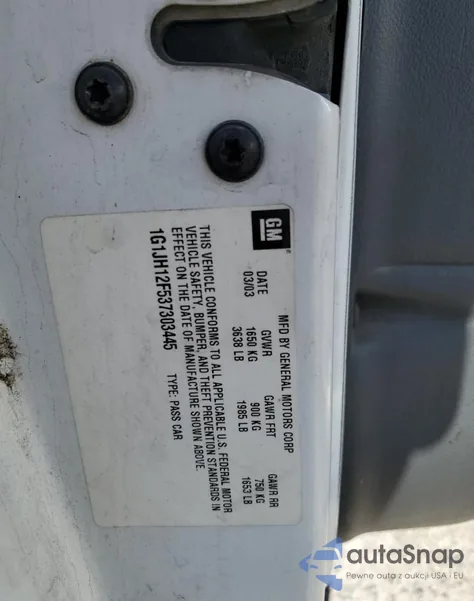 GM
MFD BY GENERAL MOTORS CORP
DATE GVWR GAWR FRT GAWR RR
03/03 1650 KG 900 KG 750 KG
3638 LB 1985 LB 1653 LB
THIS VEHICLE CONFORMS TO ALL APPLICABLE U.S. FEDERAL MOTOR
VEHICLE SAFETY, BUMPER, AND THEFT PREVENTION STANDARDS IN
EFFECT ON THE DATE OF MANUFACTURE SHOWN ABOVE.
1G1JH12F537303445 TYPE: PASS CAR
autoSnap
Pewne auta z aukcji USA i EU